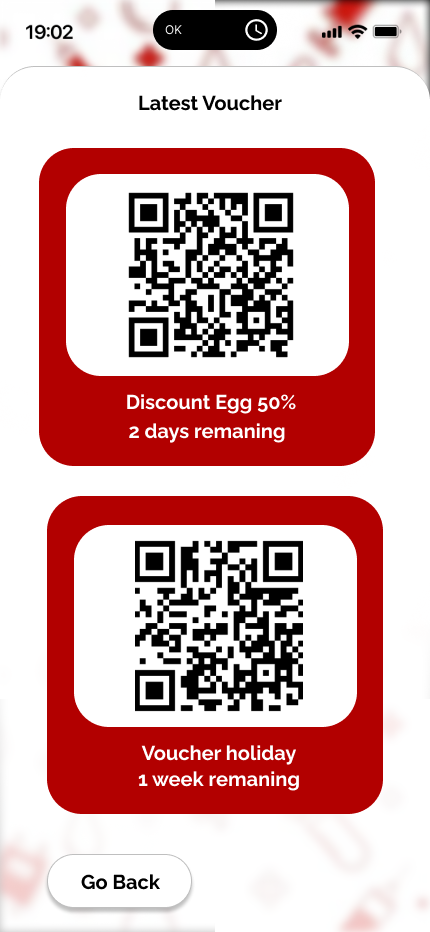 19:02
OK
Latest Voucher
Discount Egg 50%
2 days remaning
Voucher holiday
1 week remaning
Go Back